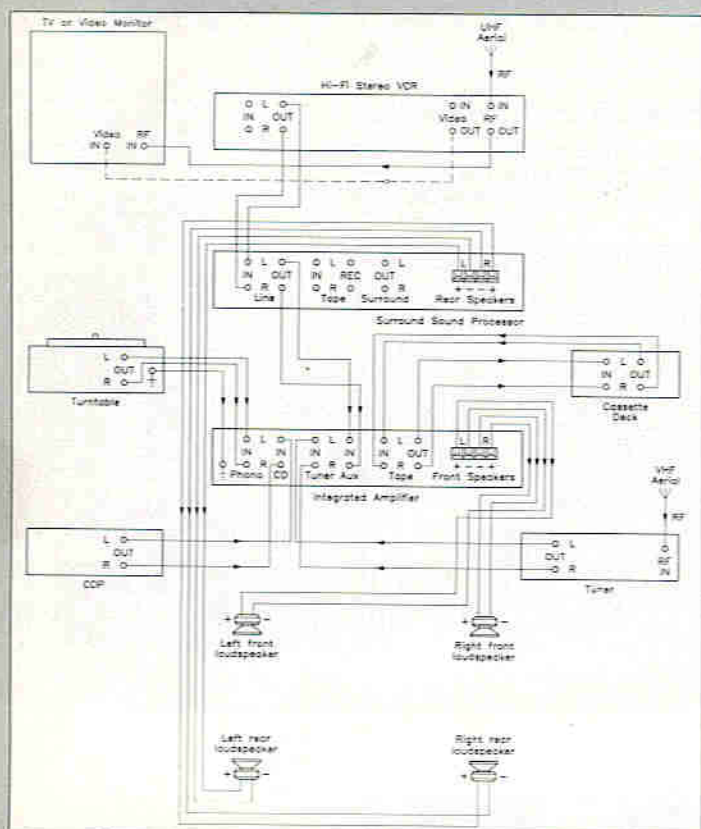 TV or Video Monitor
UHF
Aerial
RF
Hi-Fi Stereo VCR
L
IN OUT
R
IN IN
Video RF
OUT OUT
Video RF
IN IN
L R
L L L
IN OUT IN REC OUT
R R R
Line Tape Surround
+ - - +
Rear Speakers
Surround Sound Processor
L
OUT
R
Turntable
L
IN OUT
R
Cassette
Deck
L R
L L L
IN IN IN IN IN OUT
R R R
Phono CD Tuner Aux Tape
+ - - +
Front Speakers
Integrated Amplifier
VHF
Aerial
RF
L
OUT
R
CDP
L
OUT
R
RF
IN
Tuner
+ -
Left front
loudspeaker
+ -
Right front
loudspeaker
Left rear
loudspeaker
+ -
Right rear
loudspeaker
+ -